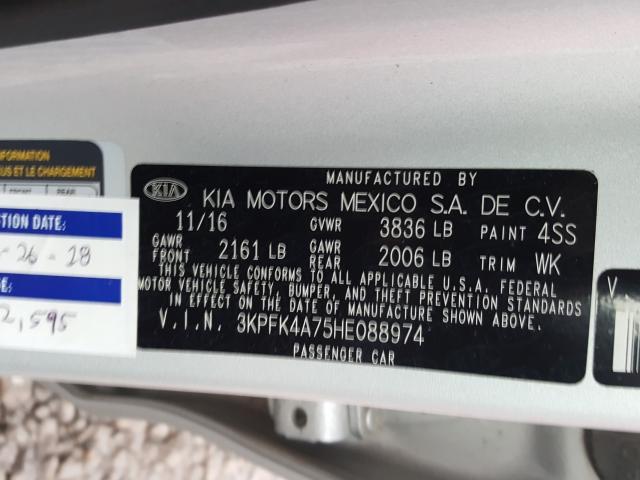 FORMATION
US ET LE CHARGEMENT
CTION DATE:
-26-28
E:
2,595
MANUFACTURED BY
KIA KIA MOTORS MEXICO S.A. DE C.V.
11/16 GVWR 3836 LB PAINT 4SS
GAWR FRONT 2161 LB GAWR REAR 2006 LB TRIM WK
THIS VEHICLE CONFORMS TO ALL APPLICABLE U.S.A. FEDERAL
MOTOR VEHICLE SAFETY, BUMPER, AND THEFT PREVENTION
STANDARDS IN EFFECT ON THE DATE OF MANUFACTURE SHOWN ABOVE.
V.I.N. 3KPFK4A75HE088974
PASSENGER CAR
V